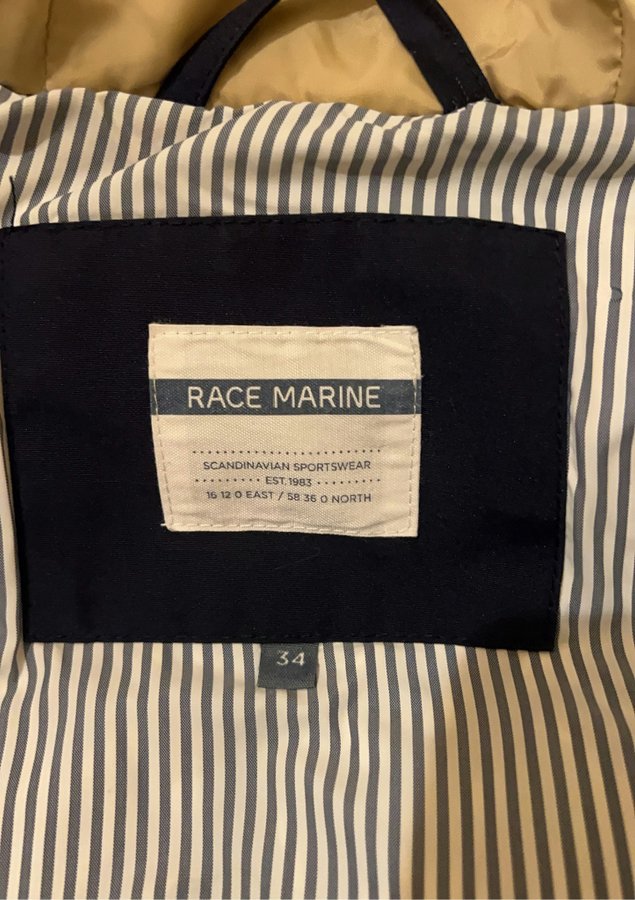 RACE MARINE
SCANDINAVIAN SPORTSWEAR
EST.1983
16 12 0 EAST / 58 36 0 NORTH
34